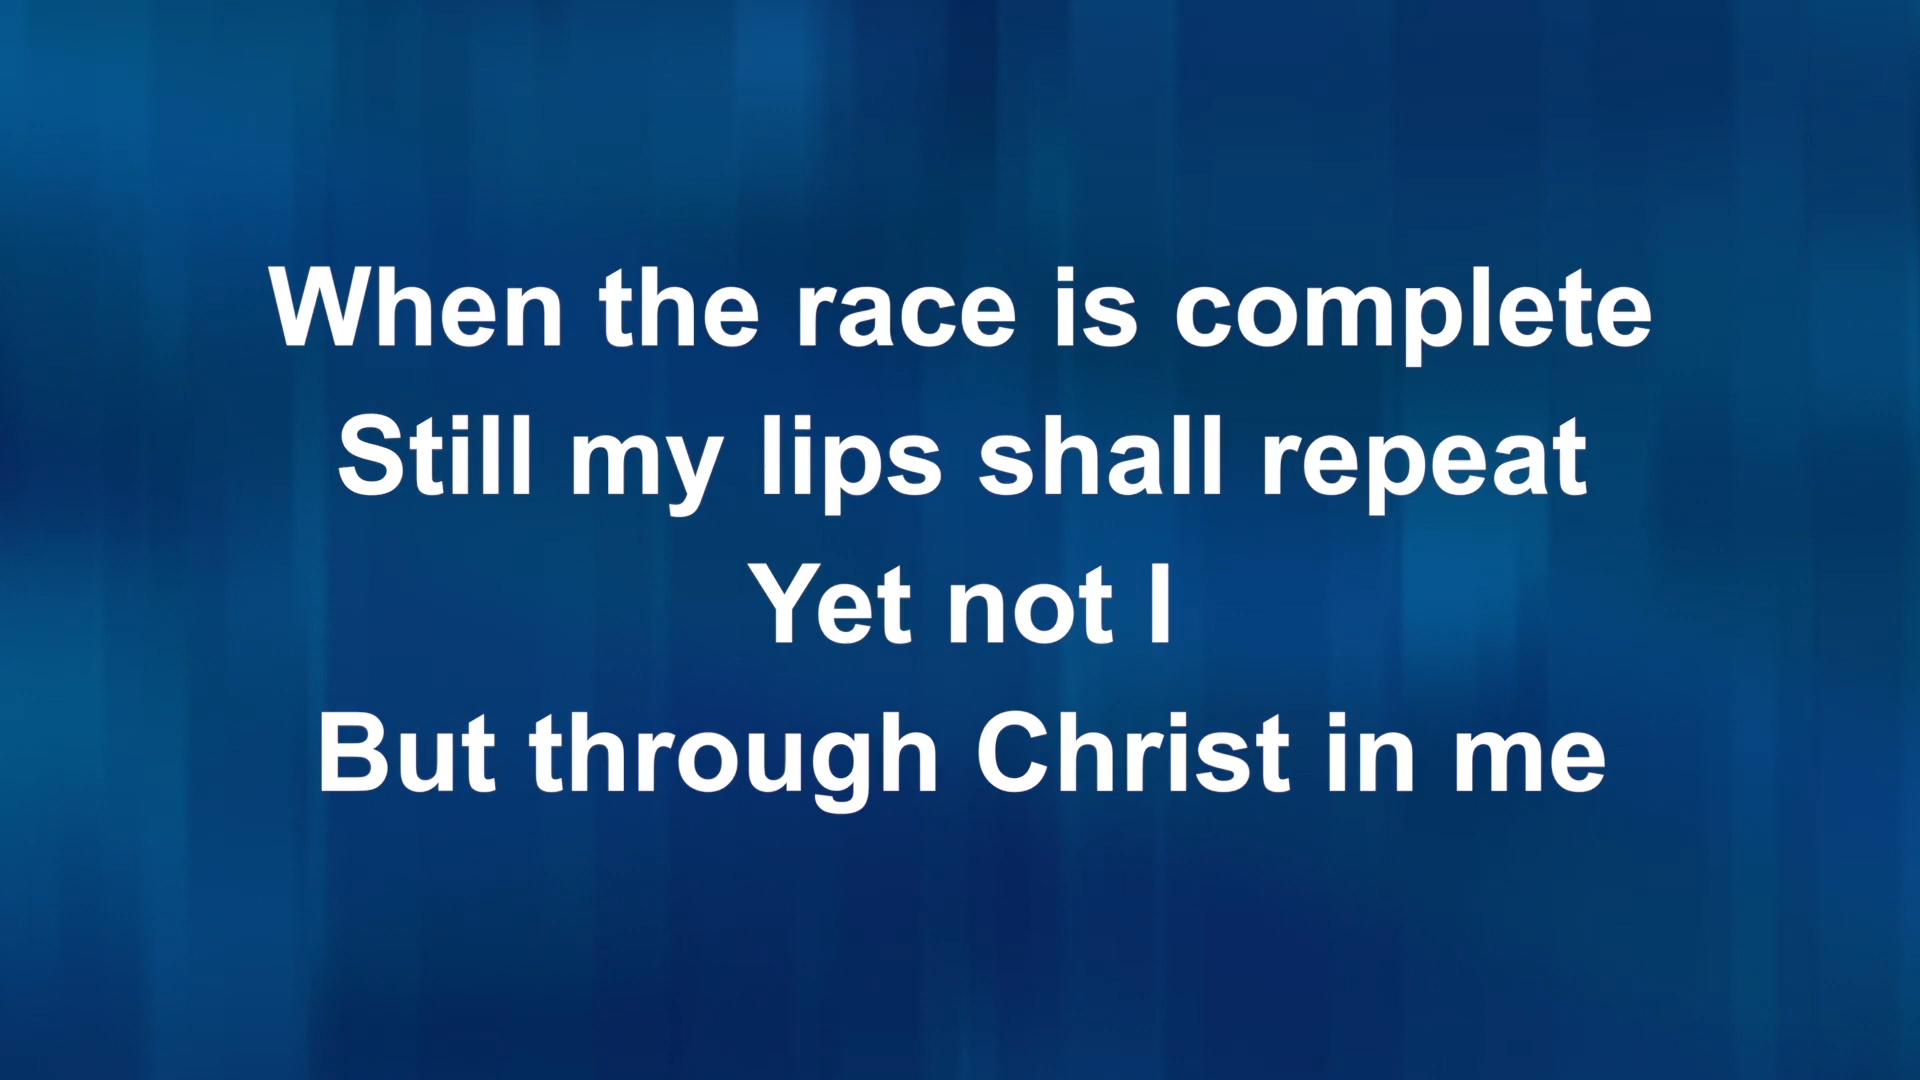 When the race is complete
Still my lips shall repeat
Yet not I
But through Christ in me